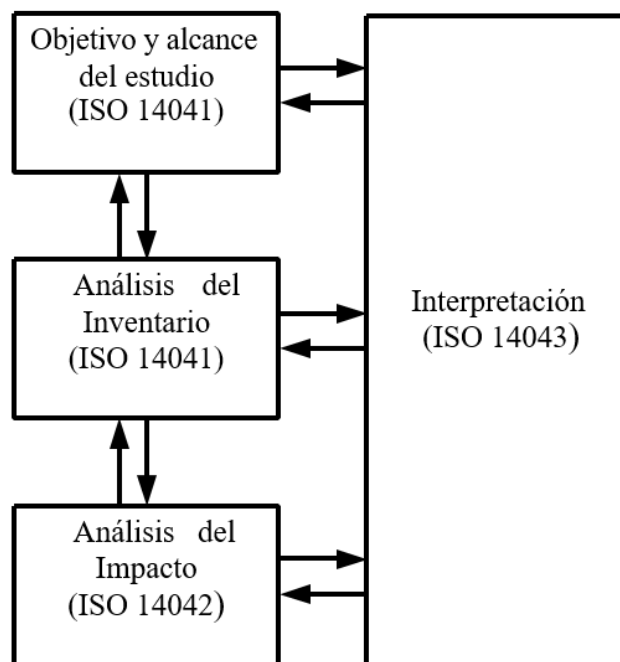 Objetivo y alcance
del estudio
(ISO 14041)
Análisis del
Inventario
(ISO 14041)
Interpretación
(ISO 14043)
Análisis del
Impacto
(ISO 14042)